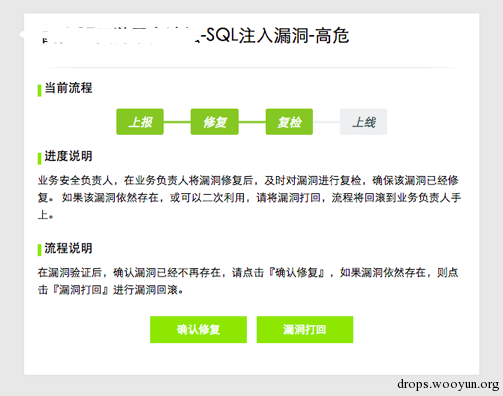 -SQL注入漏洞-高危
当前流程
上报
修复
复检
上线
进度说明
业务安全负责人，在业务负责人将漏洞修复后，及时对漏洞进行复检，确保该漏洞已经修
复。如果该漏洞依然存在，或可以二次利用，请将漏洞打回，流程将回滚到业务负责人手
上。
流程说明
在漏洞验证后，确认漏洞已经不再存在，请点击『确认修复』，如果漏洞依然存在，则点
击『漏洞打回』进行漏洞回滚。
确认修复
漏洞打回
drops.wooyun.org